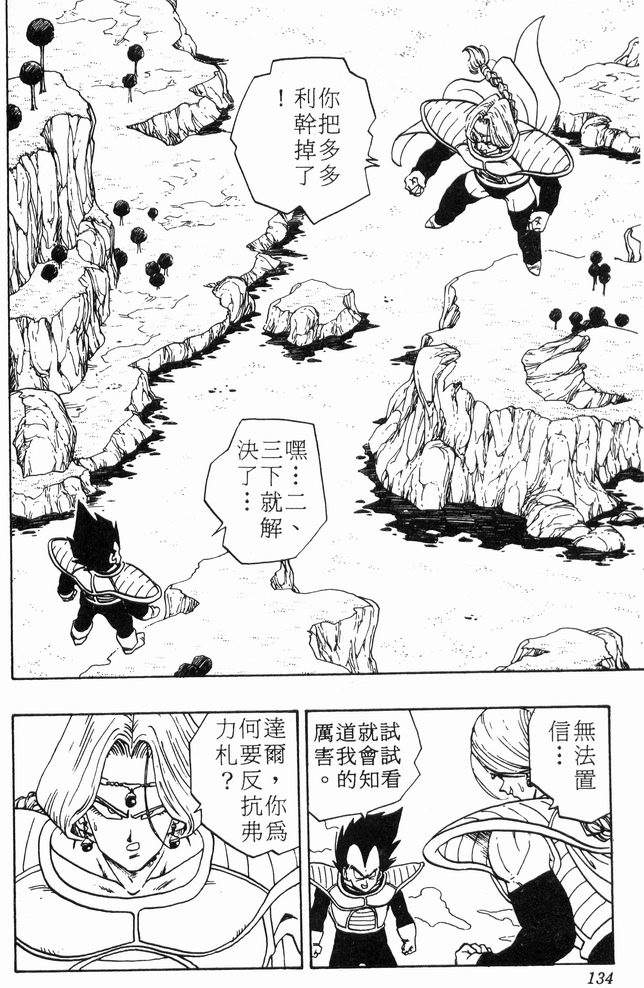 你把多多
利幹掉了
！
嘿…二、
三下就解
決了…
無法置
信…
試試看
就會知
道我的
厲害。
達爾，你為
何要反抗弗
力札？
134